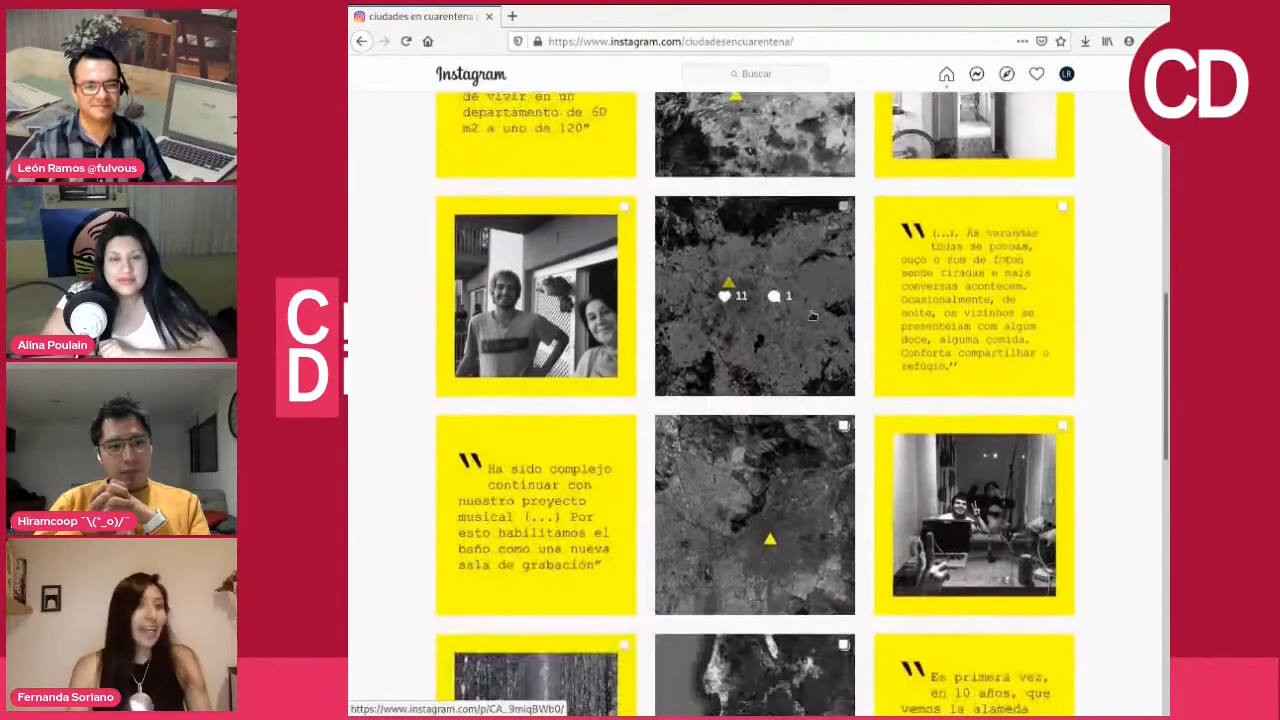 León Ramos @fulvous
Alina Poulain
Hiramcoop ¯\(°_o)/¯
Fernanda Soriano
C
D
ciudades en cuarentena
https://www.instagram.com/ciudadesencuarentena/
Instagram
Buscar
LR
CD
de vivir en un
departamento de 60
m2 a uno de 120"
11
1
(...). As varandas
todas se povoam,
ouço o som de fotos
sendo tiradas e mais
conversas acontecem.
Ocasionalmente, de
noite, os vizinhos se
presenteiam com algum
doce, alguma comida.
Conforta compartilhar o
refúgio."
"Ha sido complejo
continuar con
nuestro proyecto
musical (...) Por
esto habilitamos el
baño como una nueva
sala de grabación"
"Es primera vez,
en 10 años, que
vemos la alameda
https://www.instagram.com/p/CA_9miqBWb0/